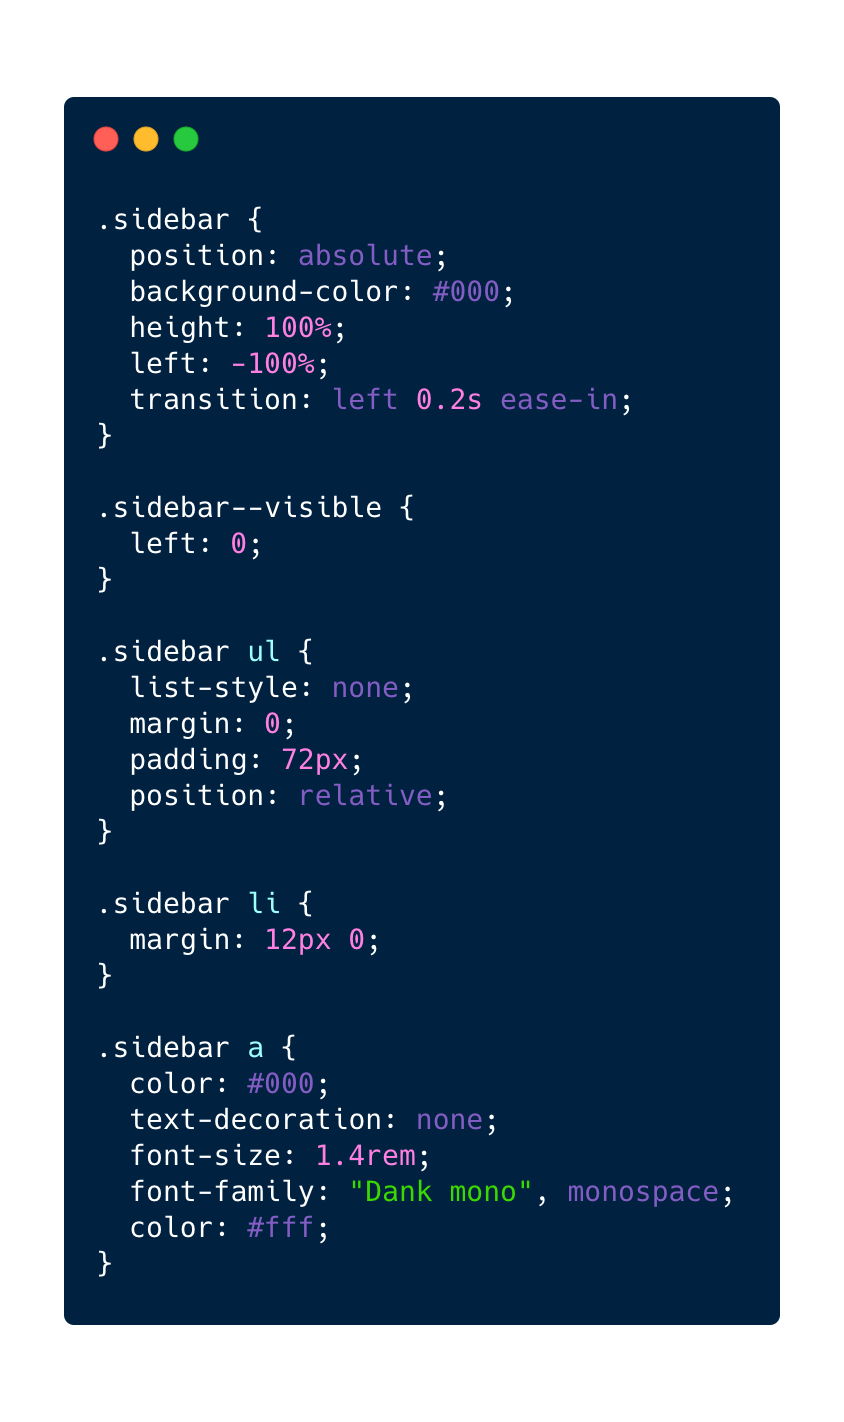 .sidebar {
  position: absolute;
  background-color: #000;
  height: 100%;
  left: -100%;
  transition: left 0.2s ease-in;
}

.sidebar--visible {
  left: 0;
}

.sidebar ul {
  list-style: none;
  margin: 0;
  padding: 72px;
  position: relative;
}

.sidebar li {
  margin: 12px 0;
}

.sidebar a {
  color: #000;
  text-decoration: none;
  font-size: 1.4rem;
  font-family: "Dank mono", monospace;
  color: #fff;
}